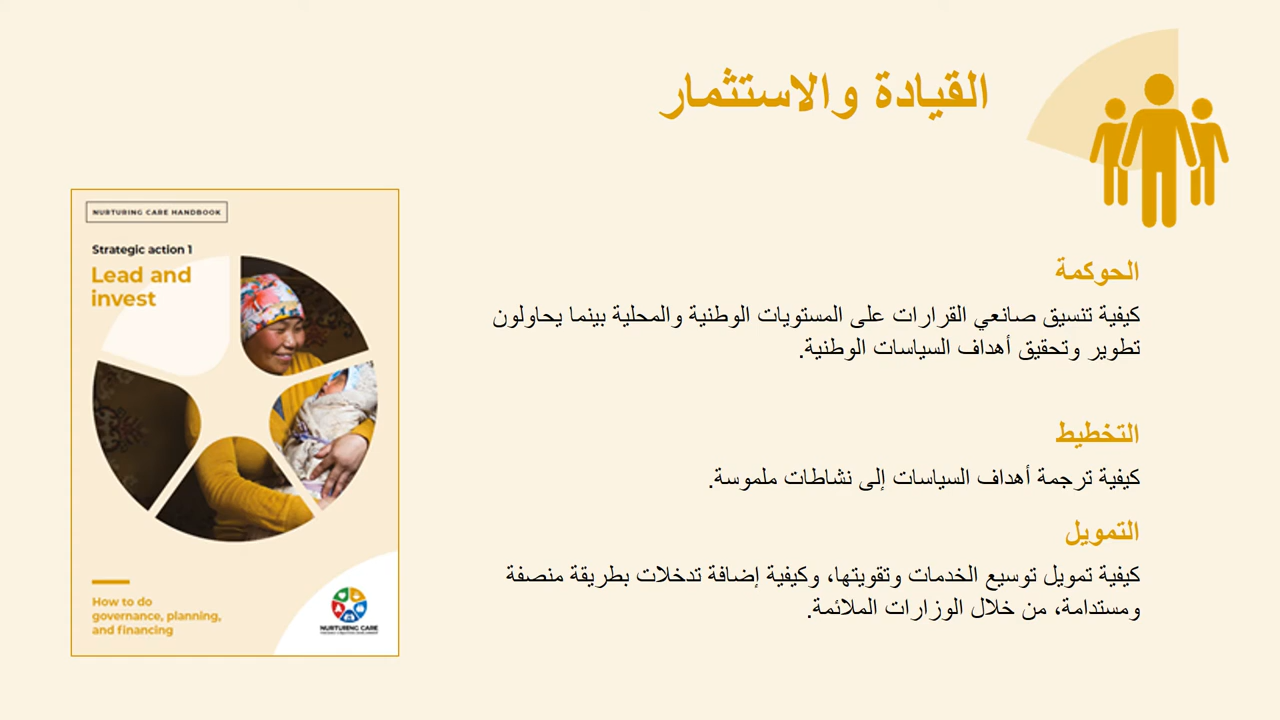 القيادة والاستثمار
الحوكمة
كيفية تنسيق صانعي القرارات على المستويات الوطنية والمحلية بينما يحاولون
تطوير وتحقيق أهداف السياسات الوطنية.
التخطيط
كيفية ترجمة أهداف السياسات إلى نشاطات ملموسة.
التمويل
كيفية تمويل توسيع الخدمات وتقويتها، وكيفية إضافة تدخلات بطريقة منصفة
ومستدامة، من خلال الوزارات الملائمة.
NURTURING CARE HANDBOOK
Strategic action 1
Lead and
invest
How to do
governance, planning,
and financing
NURTURING CARE